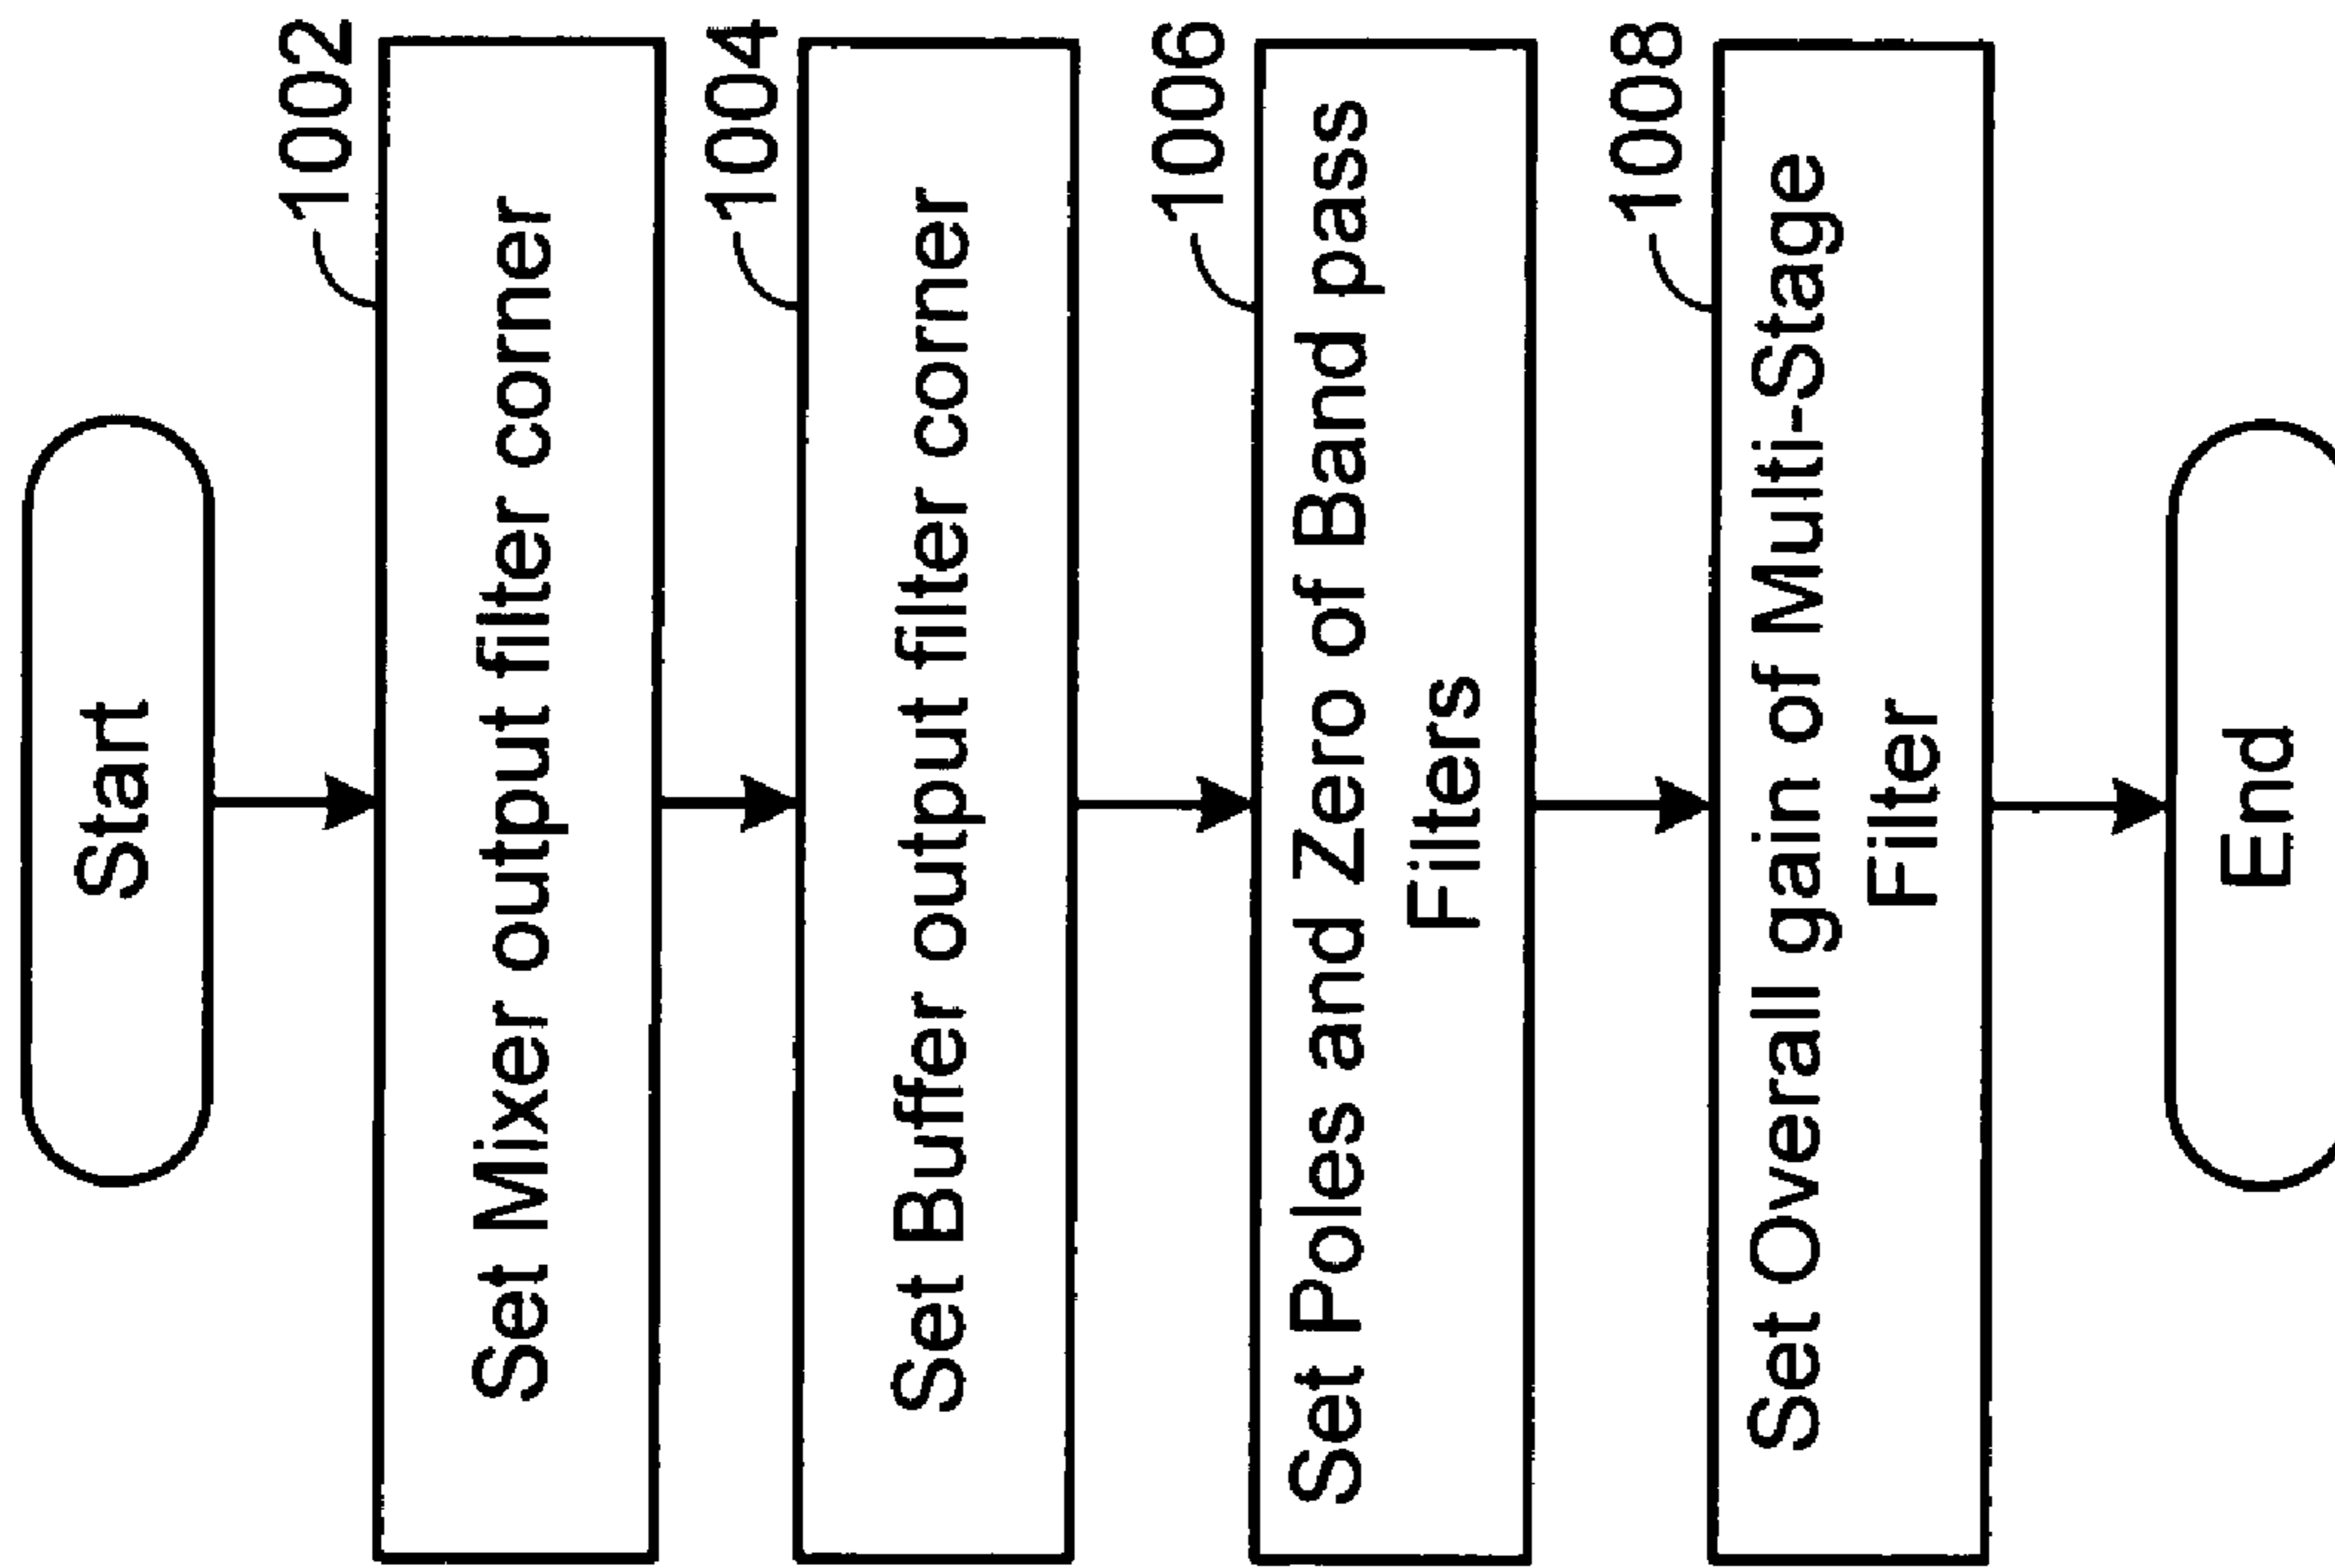 Start
1002
Set Mixer output filter corner
1004
Set Buffer output filter corner
1006
Set Poles and Zero of Band pass
Filters
1008
Set Overall gain of Multi-Stage
Filter
End